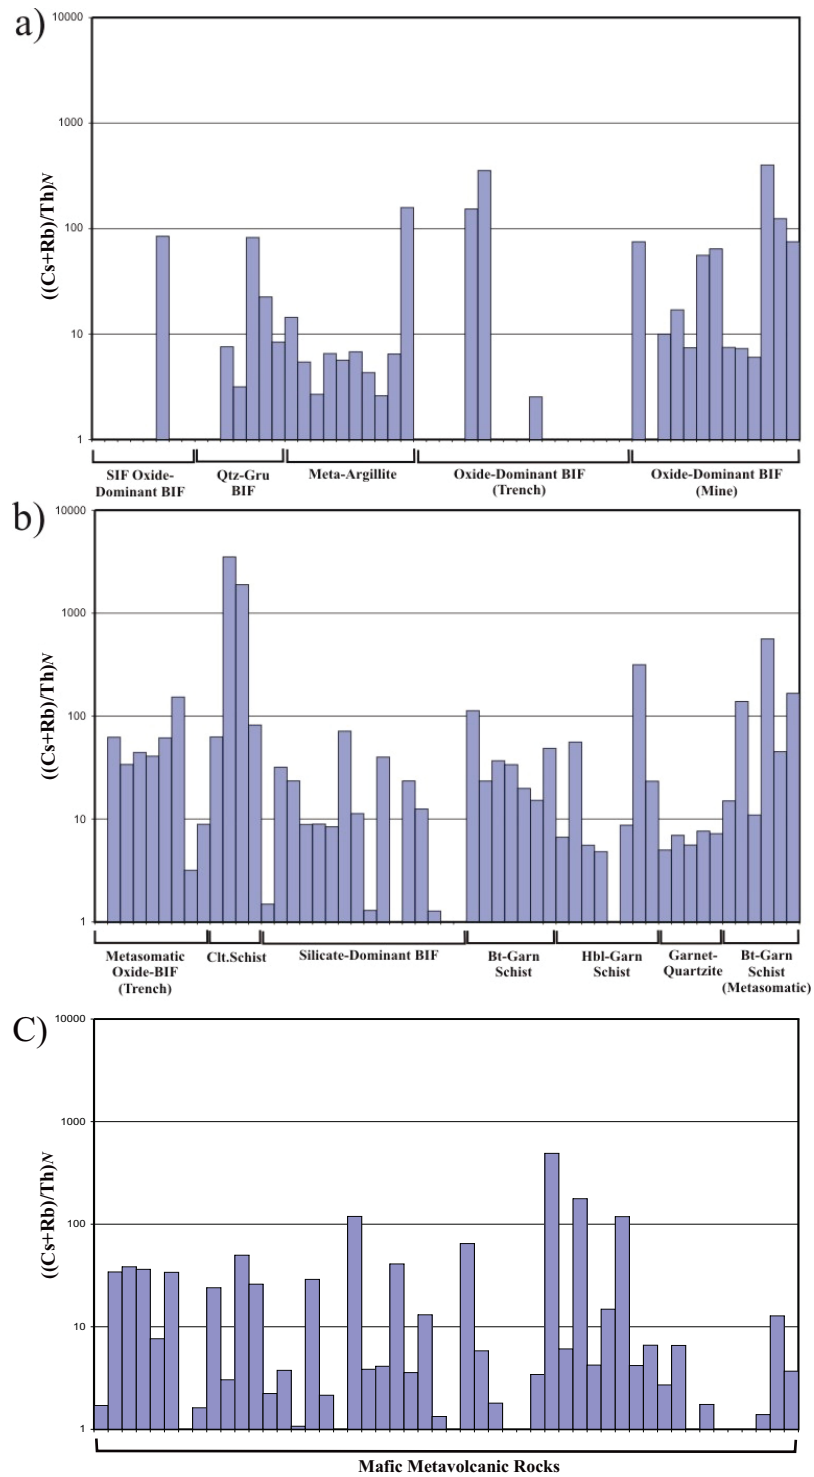 a)
10000
1000
100
10
1
((Cs+Rb)/Th)N
SIF Oxide-
Dominant BIF
Qtz-Gru
BIF
Meta-Argillite
Oxide-Dominant BIF
(Trench)
Oxide-Dominant BIF
(Mine)
b)
10000
1000
100
10
1
((Cs+Rb)/Th)N
Metasomatic
Oxide-BIF
(Trench)
Clt.Schist
Silicate-Dominant BIF
Bt-Garn
Schist
Hbl-Garn
Schist
Garnet-
Quartzite
Bt-Garn
Schist
(Metasomatic)
C)
10000
1000
100
10
1
((Cs+Rb)/Th)N
Mafic Metavolcanic Rocks